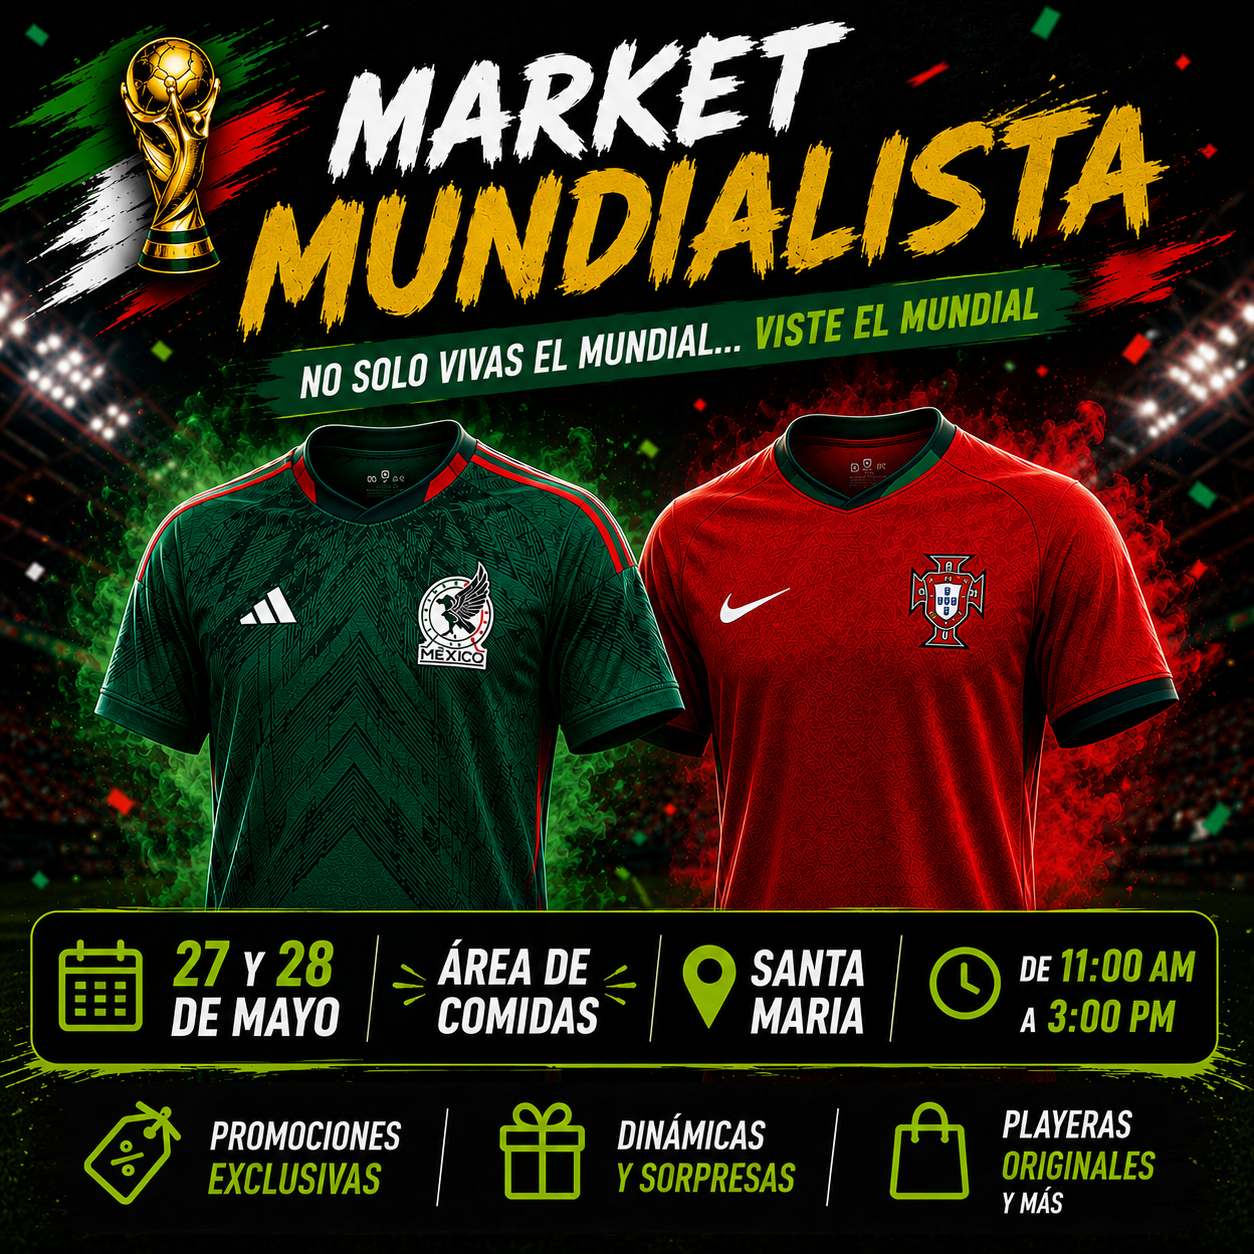 MARKET
MUNDIALISTA
NO SOLO VIVAS EL MUNDIAL... VISTE EL MUNDIAL
MÉXICO
27 Y 28
DE MAYO
ÁREA DE
COMIDAS
SANTA
MARIA
DE 11:00 AM
A 3:00 PM
PROMOCIONES
EXCLUSIVAS
DINÁMICAS
Y SORPRESAS
PLAYERAS
ORIGINALES
Y MÁS